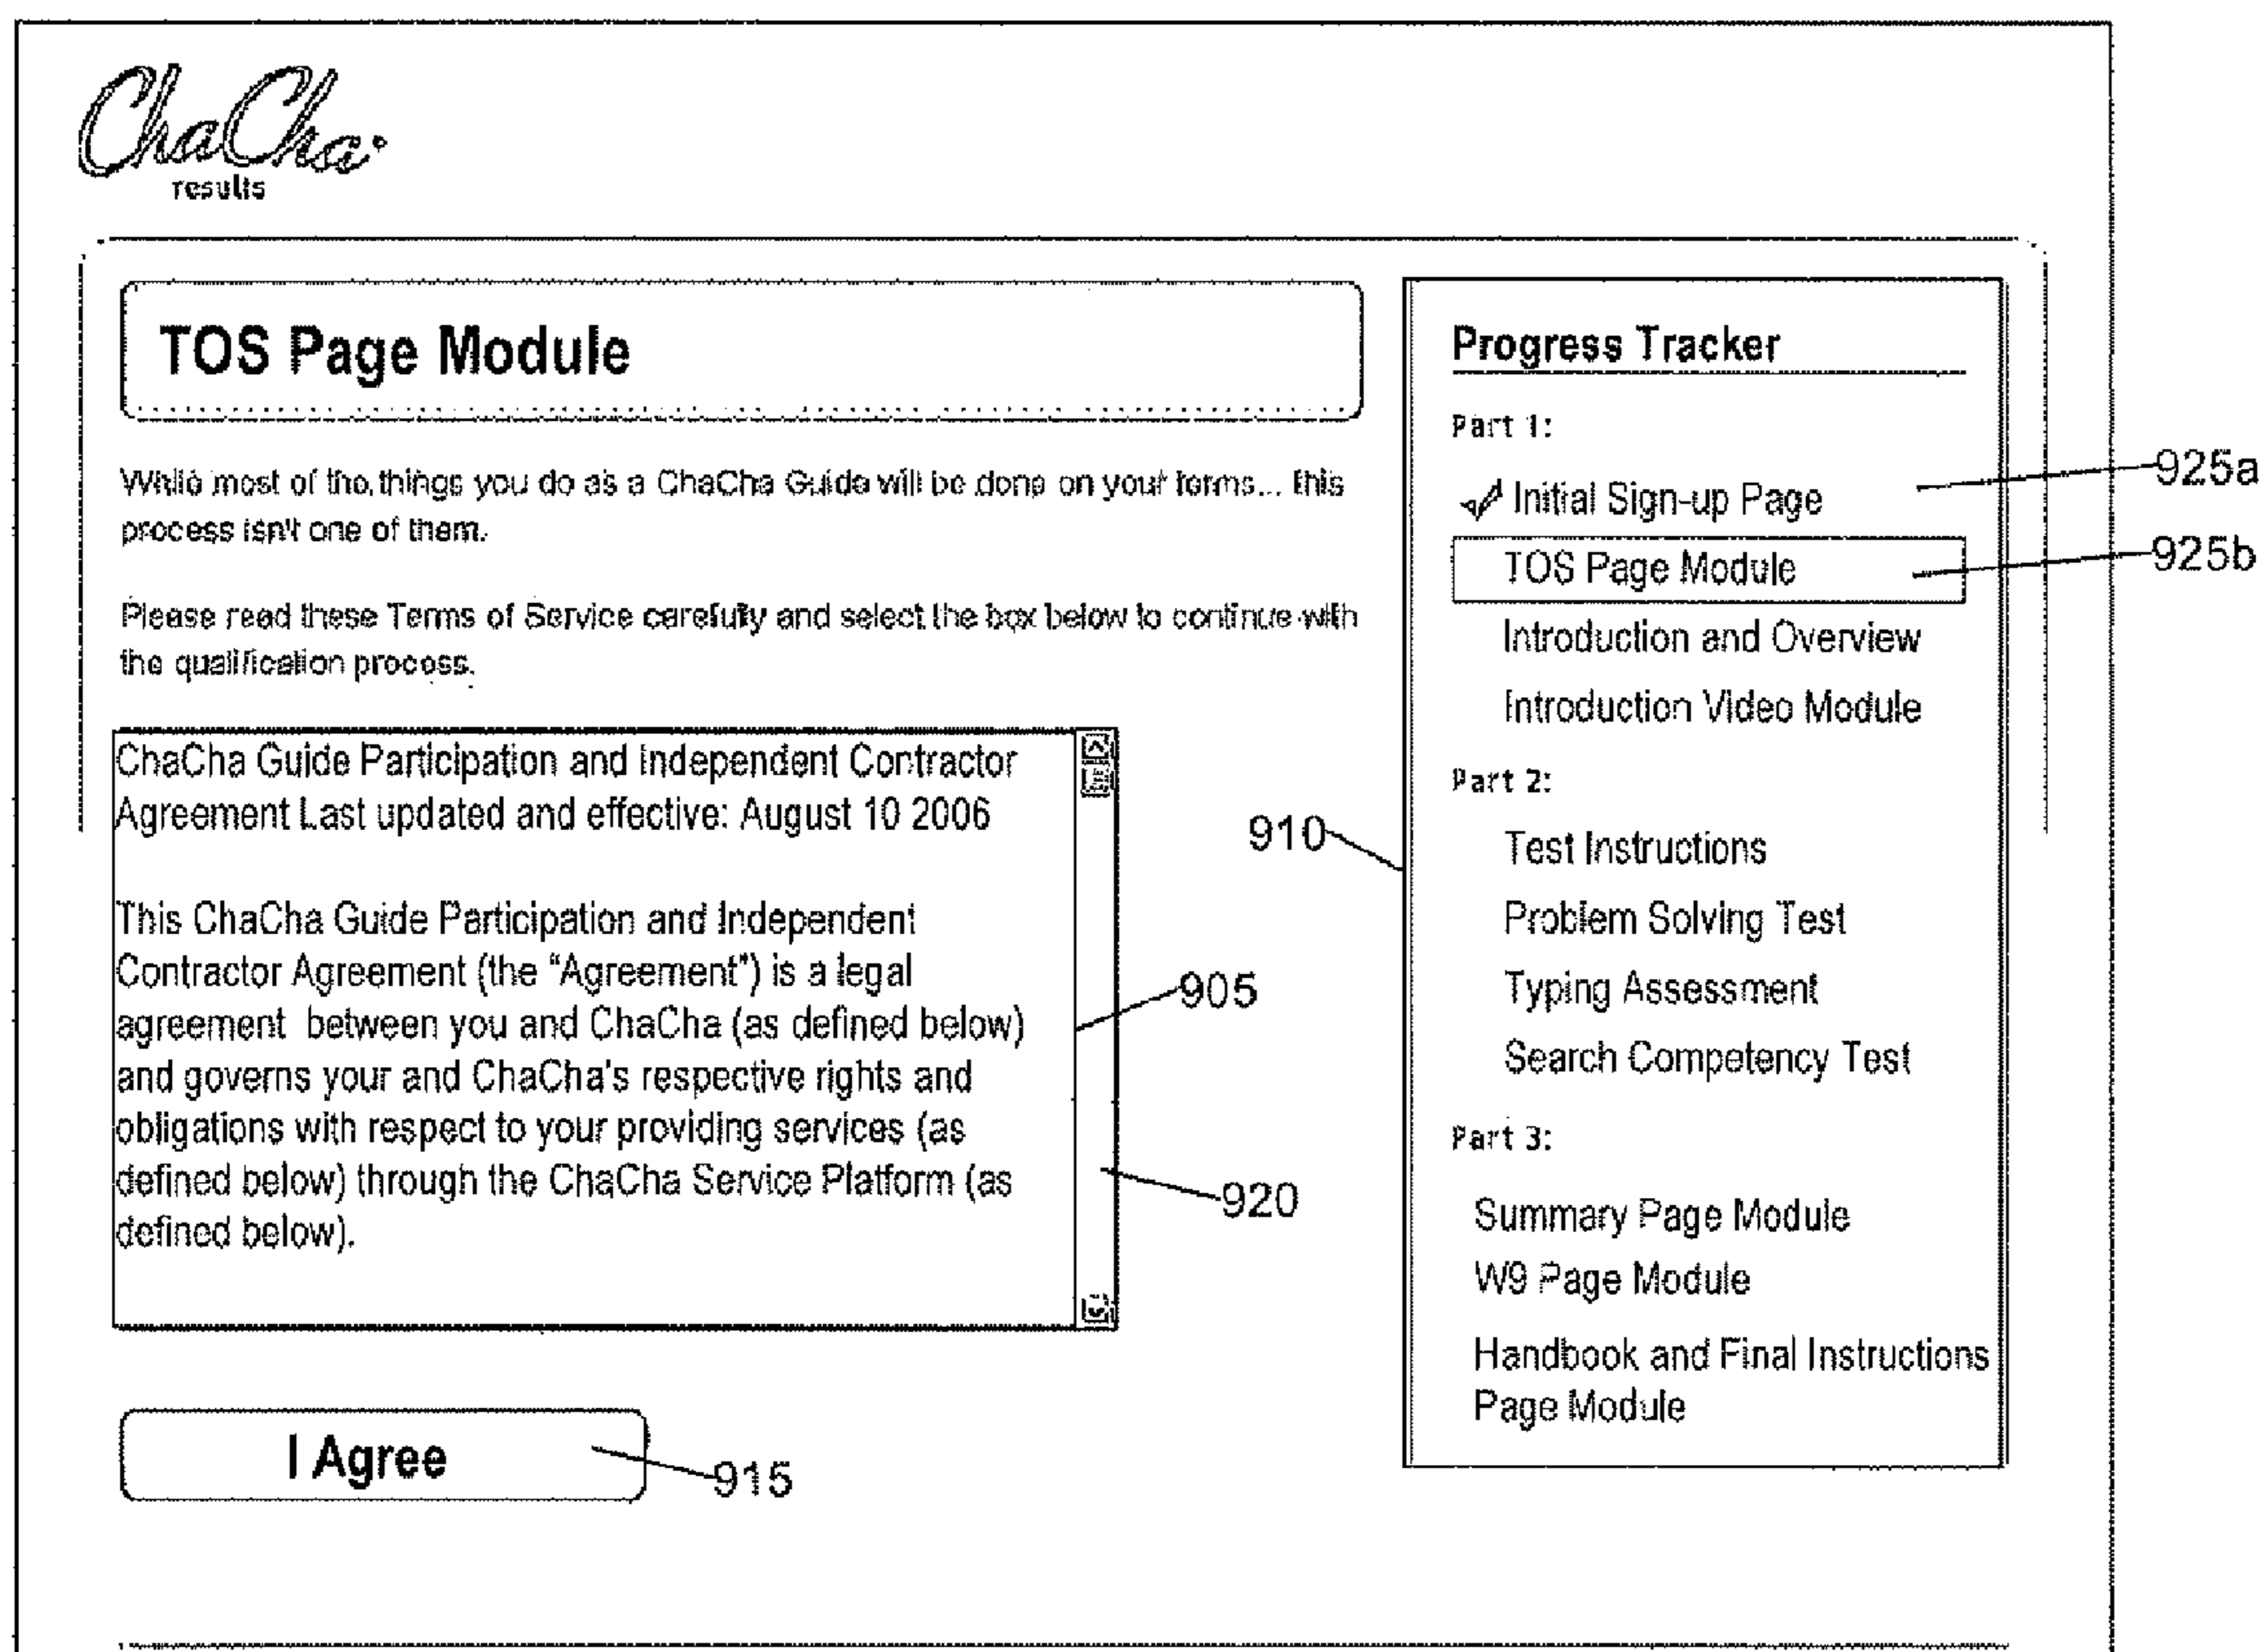 ChaCha
results
TOS Page Module
While most of the things you do as a ChaCha Guide will be done on your terms... this
process isn't one of them.
Please read these Terms of Service carefully and select the box below to continue with
the qualification process.
ChaCha Guide Participation and Independent Contractor
Agreement Last updated and effective: August 10 2006
This ChaCha Guide Participation and Independent
Contractor Agreement (the “Agreement”) is a legal
agreement between you and ChaCha (as defined below)
and governs your and ChaCha's respective rights and
obligations with respect to your providing services (as
defined below) through the ChaCha Service Platform (as
defined below).
905
920
I Agree
915
910
Progress Tracker
Part 1:
Initial Sign-up Page
925a
TOS Page Module
925b
Introduction and Overview
Introduction Video Module
Part 2:
Test Instructions
Problem Solving Test
Typing Assessment
Search Competency Test
Part 3:
Summary Page Module
W9 Page Module
Handbook and Final Instructions
Page Module